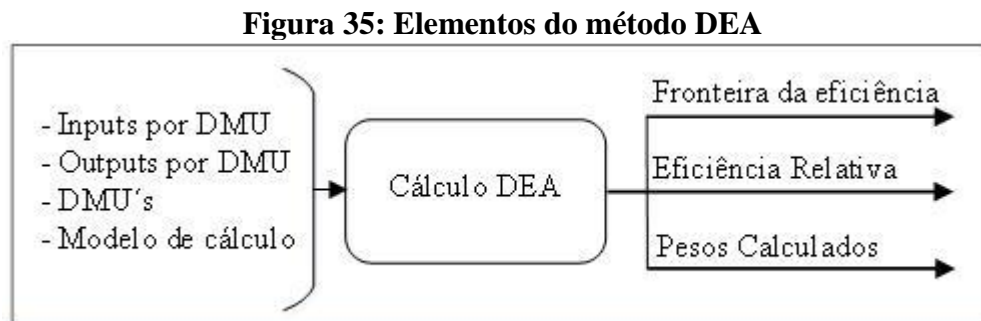 Figura 35: Elementos do método DEA
- Inputs por DMU
- Outputs por DMU
- DMU´s
- Modelo de cálculo
Cálculo DEA
Fronteira da eficiência
Eficiência Relativa
Pesos Calculados